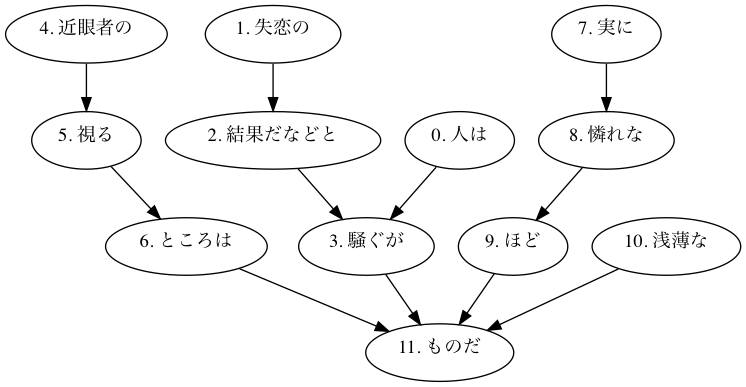 4. 近眼者の
1. 失恋の
7. 実に
5. 視る
2. 結果だなどと
0. 人は
8. 憐れな
6. ところは
3. 騒ぐが
9. ほど
10. 浅薄な
11. ものだ